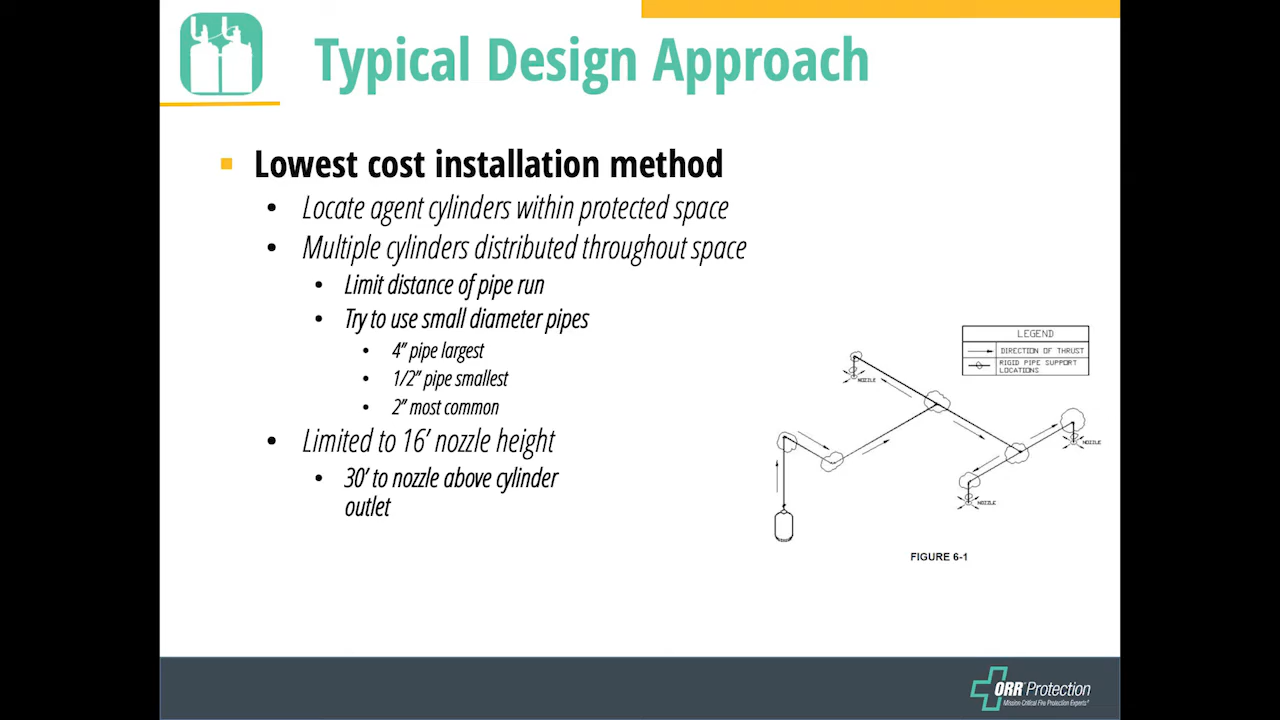 Typical Design Approach
Lowest cost installation method
Locate agent cylinders within protected space
Multiple cylinders distributed throughout space
Limit distance of pipe run
Try to use small diameter pipes
4” pipe largest
1/2” pipe smallest
2” most common
Limited to 16’ nozzle height
30’ to nozzle above cylinder
outlet
LEGEND
DIRECTION OF THRUST
RIGID PIPE SUPPORT
LOCATIONS
NOZZLE
NOZZLE
NOZZLE
FIGURE 6-1
ORR Protection
Mission Critical Fire Protection Experts®